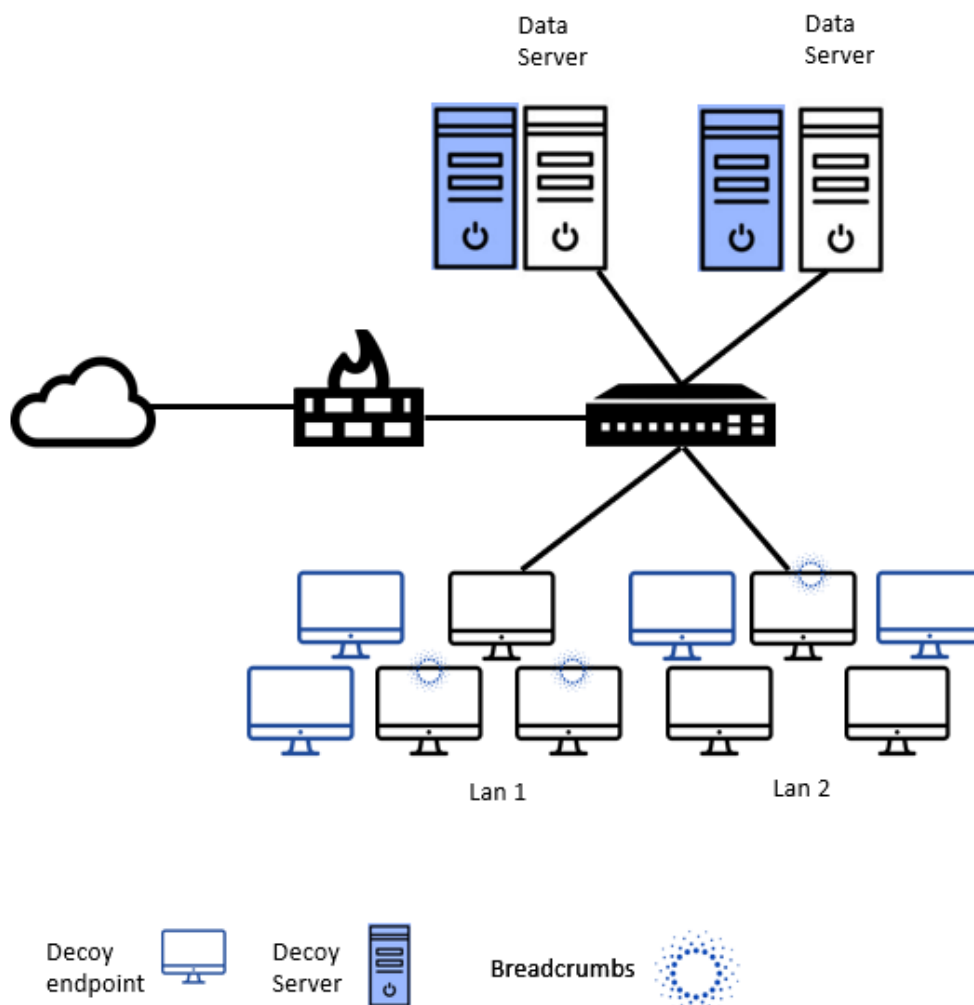 Data
Server
Data
Server
Lan 1
Lan 2
Decoy
endpoint
Decoy
Server
Breadcrumbs